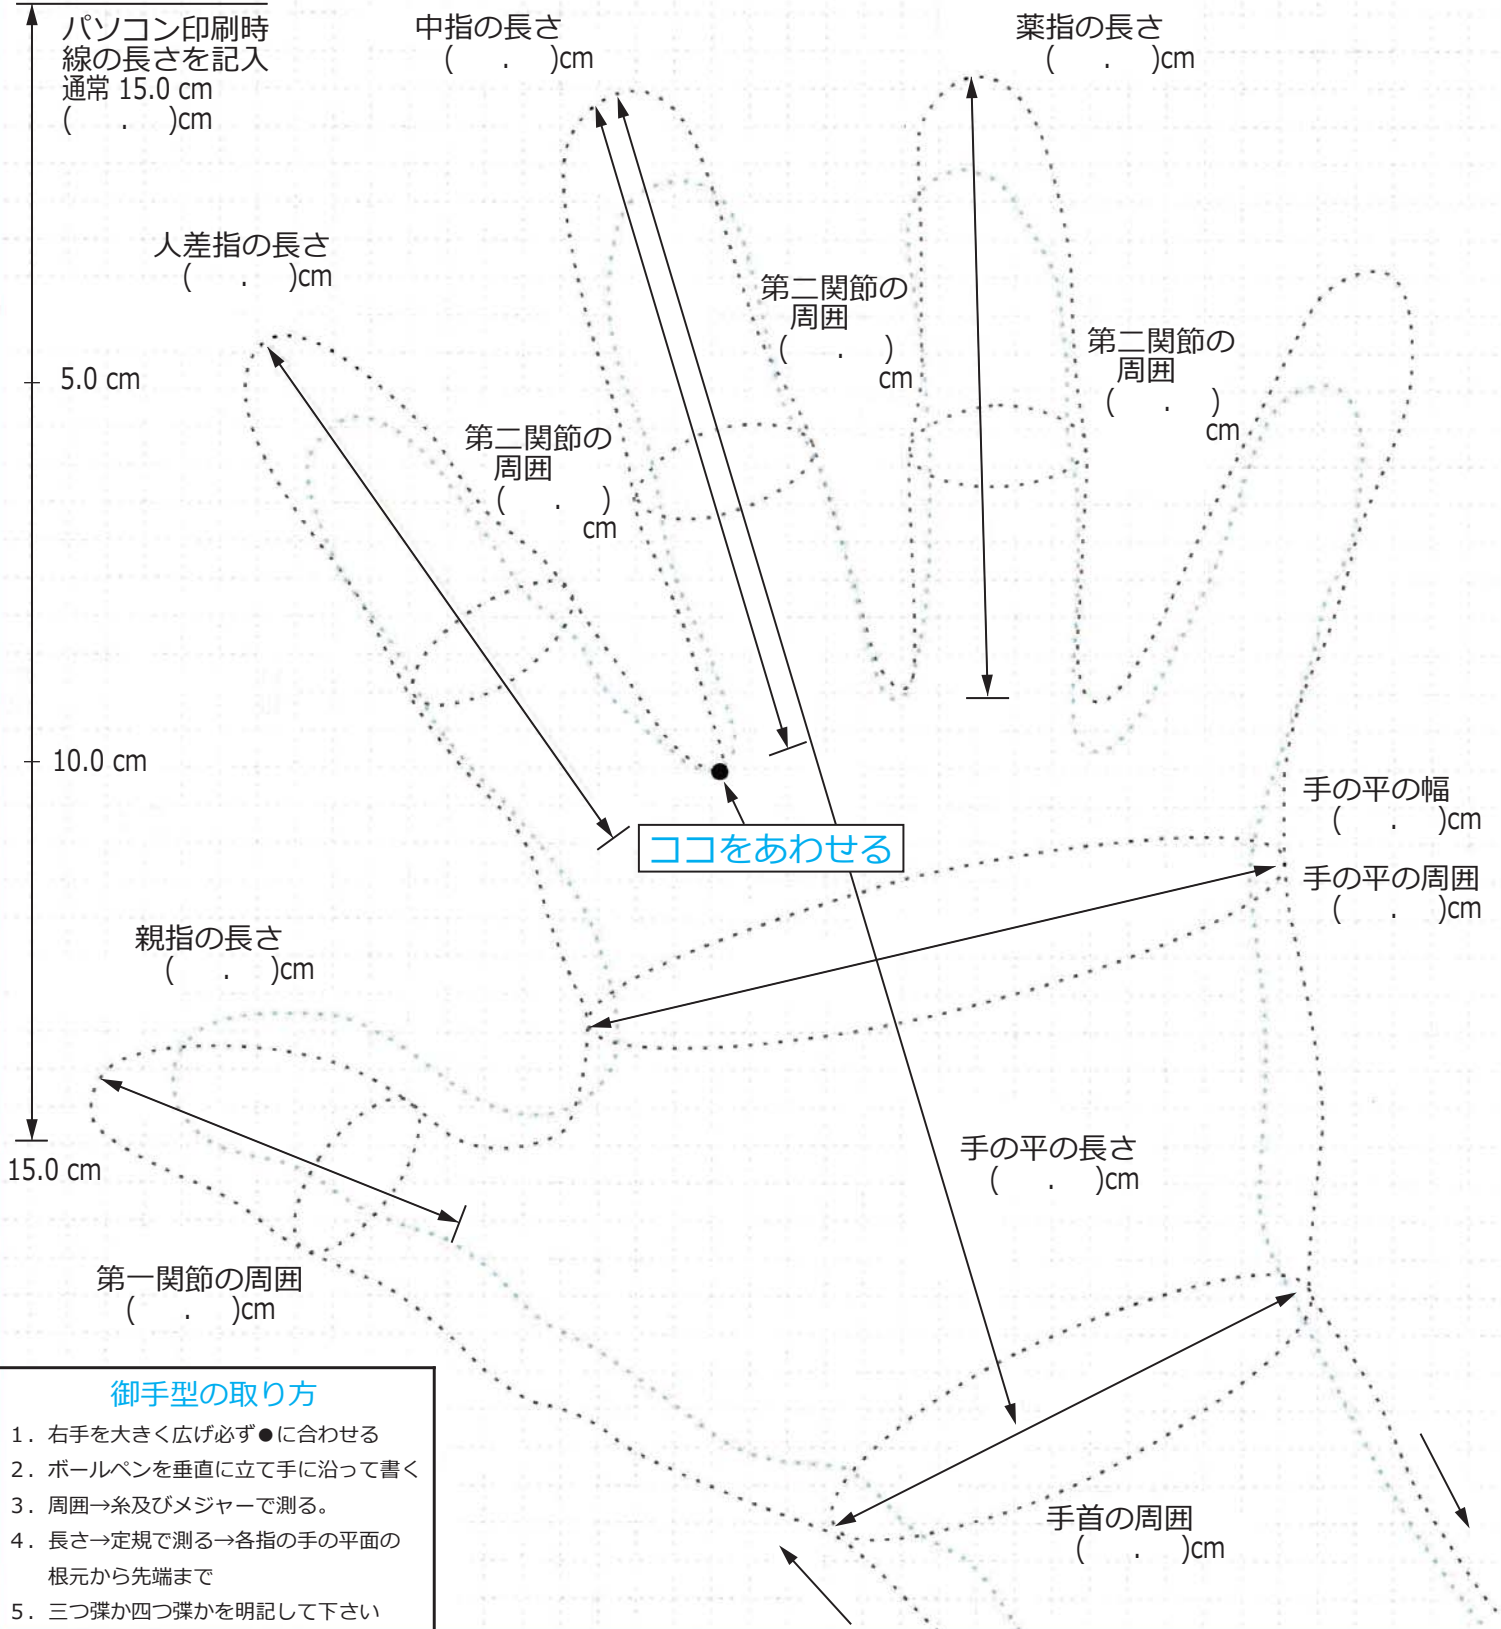 パソコン印刷時
線の長さを記入
通常 15.0 cm
(　.　)cm
中指の長さ
(　.　)cm
薬指の長さ
(　.　)cm
人差指の長さ
(　.　)cm
第二関節の
周囲
(　.　)
cm
第二関節の
周囲
(　.　)
cm
5.0 cm
第二関節の
周囲
(　.　)
cm
10.0 cm
手の平の幅
(　.　)cm
ココをあわせる
手の平の周囲
(　.　)cm
親指の長さ
(　.　)cm
15.0 cm
手の平の長さ
(　.　)cm
第一関節の周囲
(　.　)cm
手首の周囲
(　.　)cm
御手型の取り方
1. 右手を大きく広げ必ず●に合わせる
2. ボールペンを垂直に立て手に沿って書く
3. 周囲→糸及びメジャーで測る。
4. 長さ→定規で測る→各指の手の平面の
根元から先端まで
5. 三つ弽か四つ弽かを明記して下さい